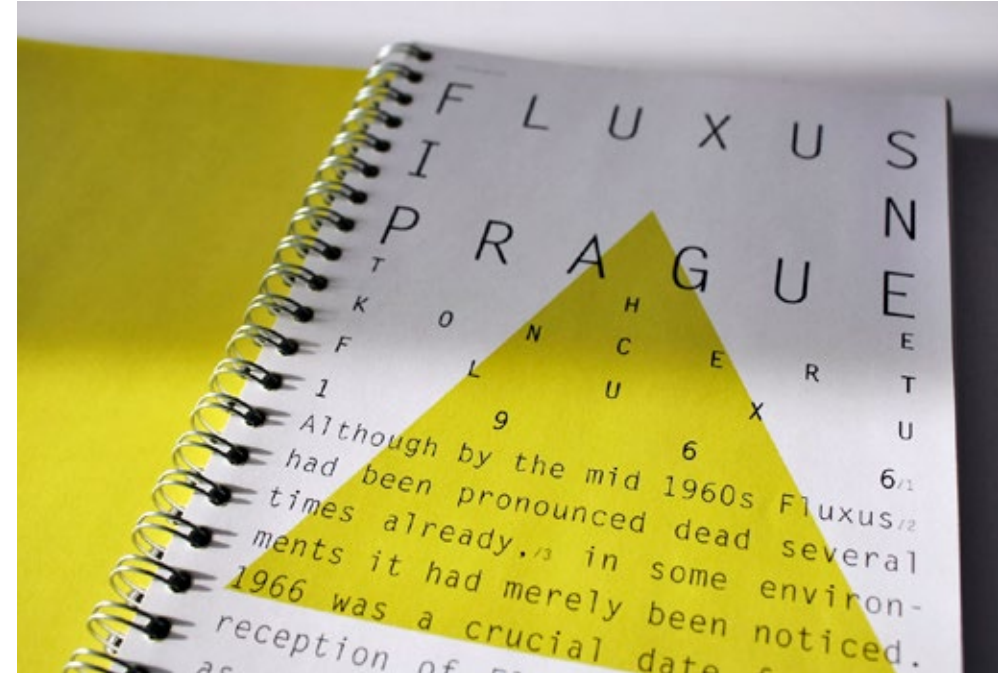 F L U X U S
I N
P R A G U E
T H E
K O N C E R T
F L U X U
1 9 6 6/1
Although by the mid 1960s Fluxus/2
had been pronounced dead several
times already./3 in some environ-
ments it had merely been noticed.
1966 was a crucial date
reception of
as